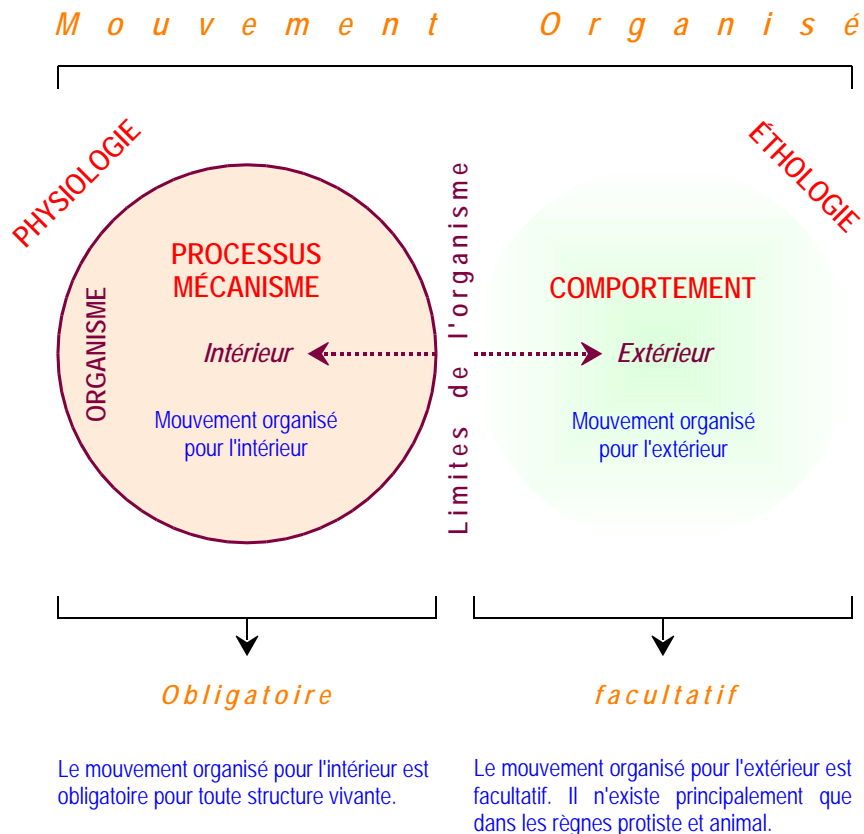 Mouvement Organisé
PHYSIOLOGIE
ÉTHOLOGIE
ORGANISME
PROCESSUS
MÉCANISME
Intérieur
Mouvement organisé
pour l'intérieur
Limites de l'organisme
COMPORTEMENT
Extérieur
Mouvement organisé
pour l'extérieur
Obligatoire
facultatif
Le mouvement organisé pour l'intérieur est
obligatoire pour toute structure vivante.
Le mouvement organisé pour l'extérieur est
facultatif. Il n'existe principalement que
dans les règnes protiste et animal.